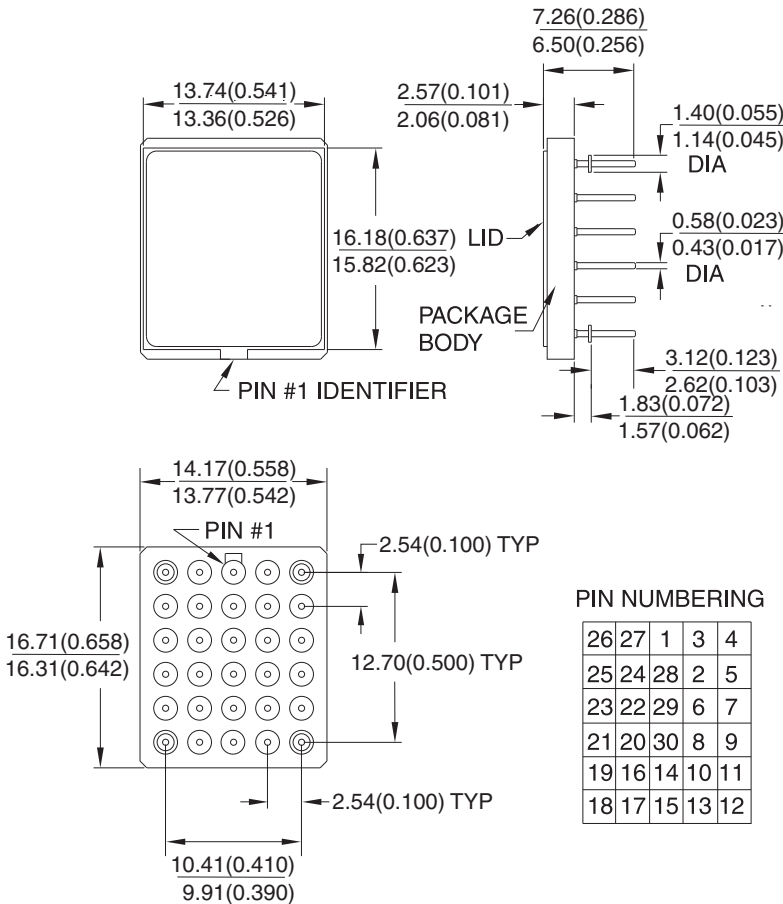 7.26(0.286)
6.50(0.256)
13.74(0.541)
13.36(0.526)
2.57(0.101)
2.06(0.081)
1.40(0.055)
1.14(0.045)
DIA
16.18(0.637)
15.82(0.623)
LID
0.58(0.023)
0.43(0.017)
DIA
PACKAGE
BODY
PIN #1 IDENTIFIER
3.12(0.123)
2.62(0.103)
1.83(0.072)
1.57(0.062)
14.17(0.558)
13.77(0.542)
PIN #1
2.54(0.100) TYP
16.71(0.658)
16.31(0.642)
12.70(0.500) TYP
2.54(0.100) TYP
10.41(0.410)
9.91(0.390)
PIN NUMBERING
26 27 1 3 4
25 24 28 2 5
23 22 29 6 7
21 20 30 8 9
19 16 14 10 11
18 17 15 13 12